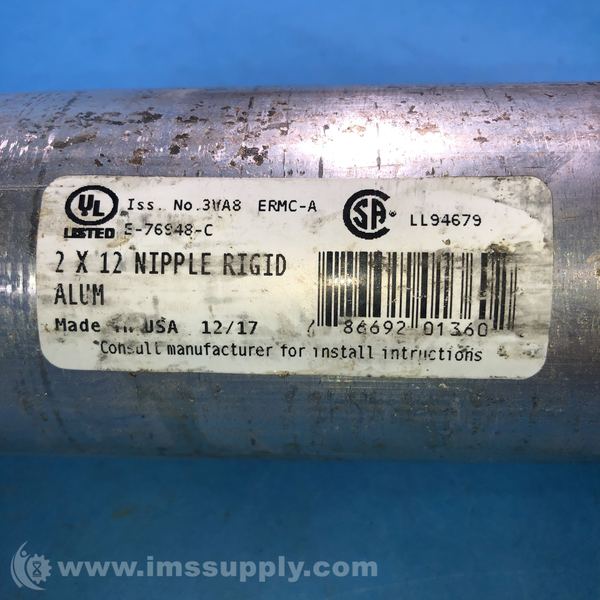 UL Iss. No.3VA8 ERMC-A SA® LL94679
LISTED E-76948-C
2 X 12 NIPPLE RIGID
ALUM
Made USA 12/17 86692 01360
Consult manufacturer for install intructions
www.imssupply.com